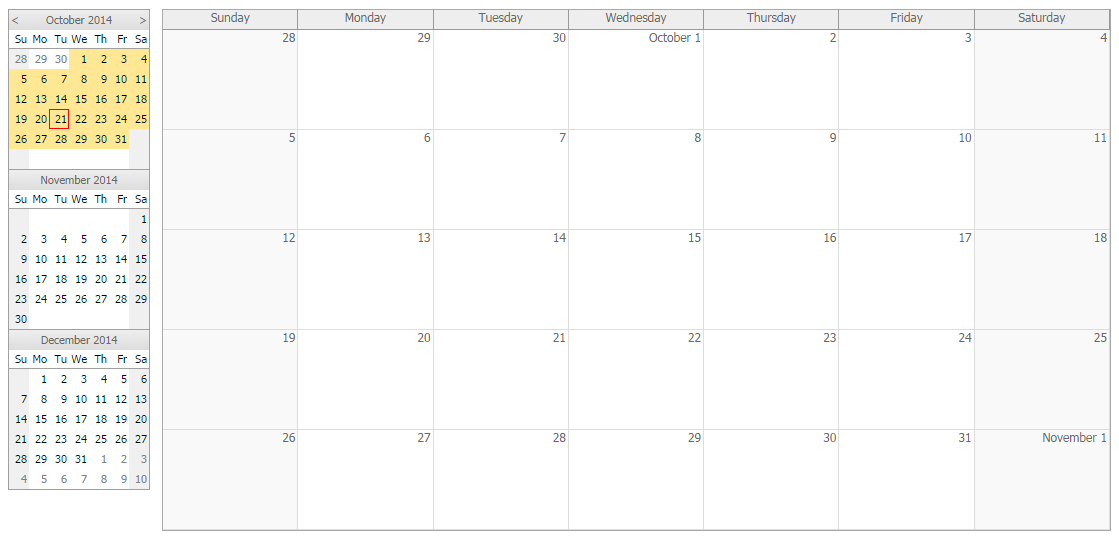 < October 2014 >
Su Mo Tu We Th Fr Sa
28 29 30 1 2 3 4
5 6 7 8 9 10 11
12 13 14 15 16 17 18
19 20 21 22 23 24 25
26 27 28 29 30 31
November 2014
Su Mo Tu We Th Fr Sa
1
2 3 4 5 6 7 8
9 10 11 12 13 14 15
16 17 18 19 20 21 22
23 24 25 26 27 28 29
30
December 2014
Su Mo Tu We Th Fr Sa
1 2 3 4 5 6
7 8 9 10 11 12 13
14 15 16 17 18 19 20
21 22 23 24 25 26 27
28 29 30 31 1 2 3
4 5 6 7 8 9 10
Sunday Monday Tuesday Wednesday Thursday Friday Saturday
28 29 30 October 1 2 3 4
5 6 7 8 9 10 11
12 13 14 15 16 17 18
19 20 21 22 23 24 25
26 27 28 29 30 31 November 1